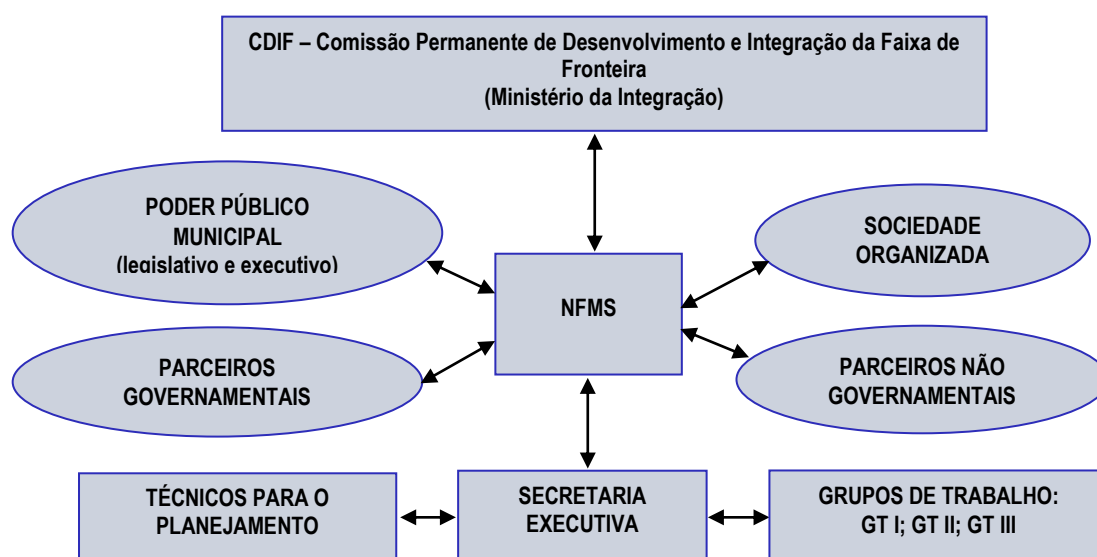 CDIF – Comissão Permanente de Desenvolvimento e Integração da Faixa de
Fronteira
(Ministério da Integração)
PODER PÚBLICO
MUNICIPAL
(legislativo e executivo)
SOCIEDADE
ORGANIZADA
NFMS
PARCEIROS
GOVERNAMENTAIS
PARCEIROS NÃO
GOVERNAMENTAIS
TÉCNICOS PARA O
PLANEJAMENTO
SECRETARIA
EXECUTIVA
GRUPOS DE TRABALHO:
GT I; GT II; GT III